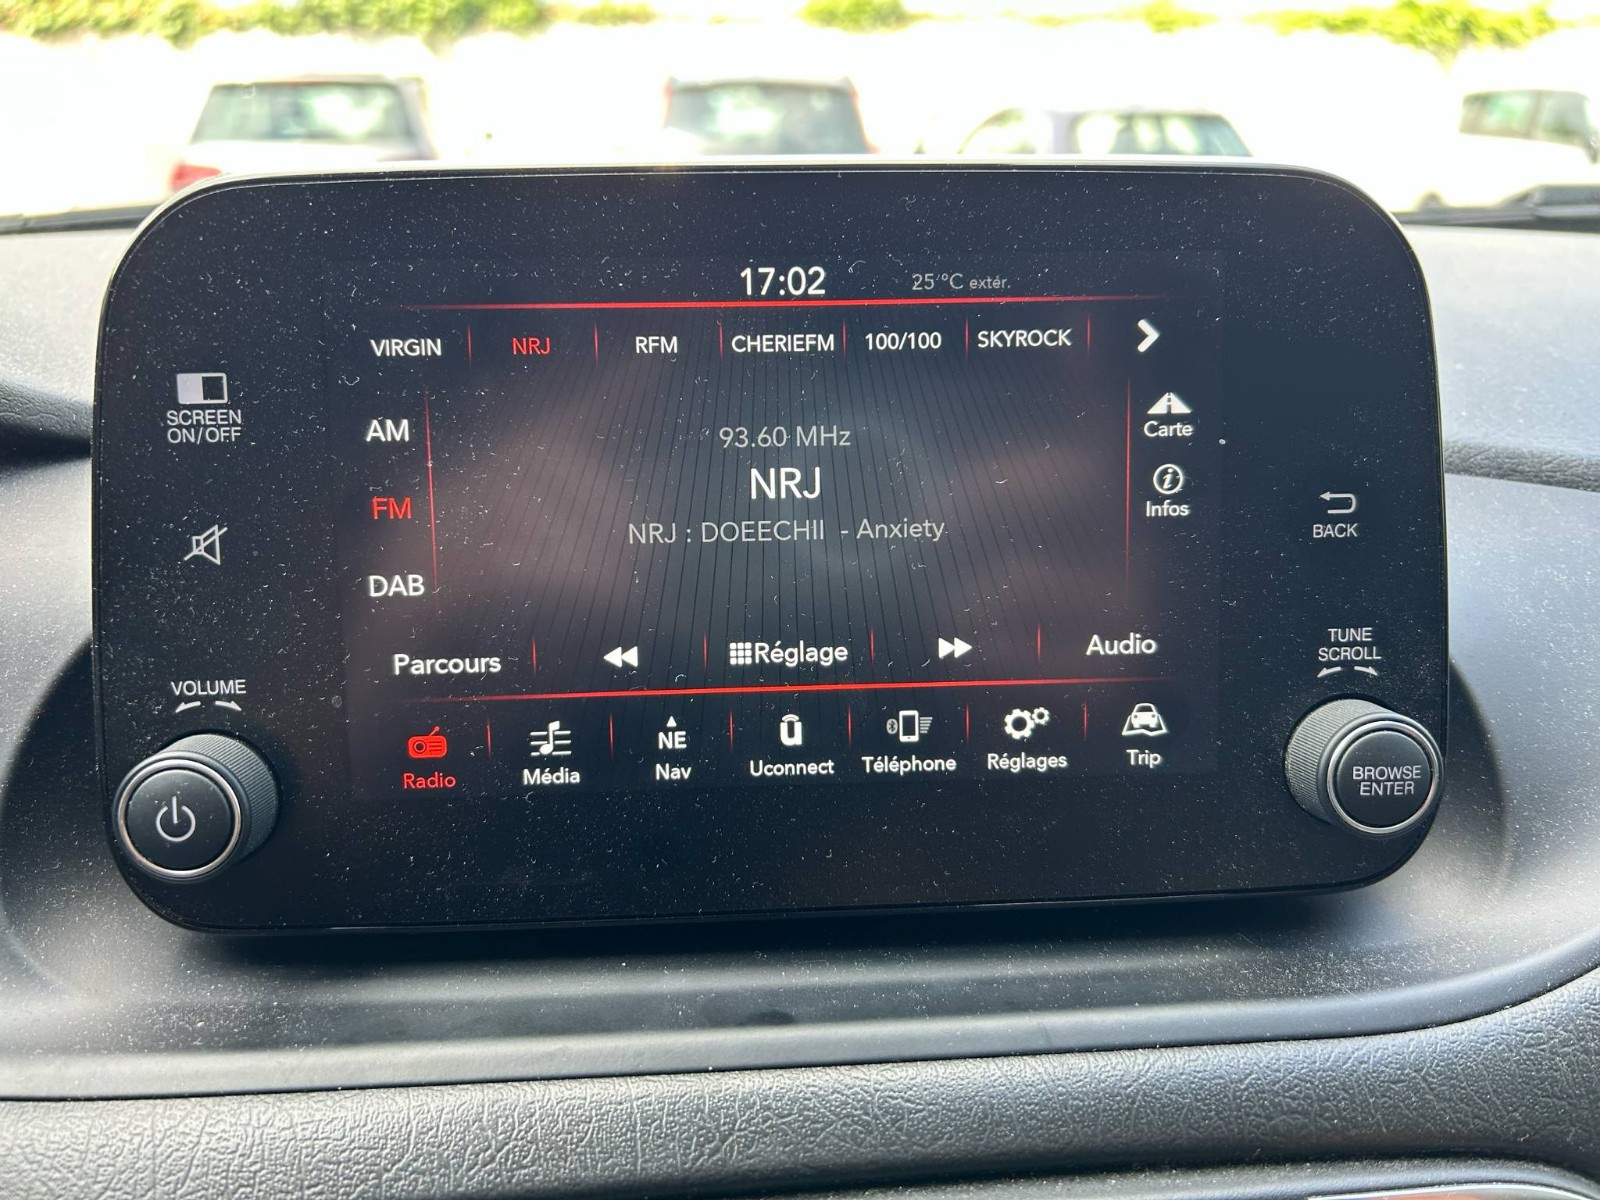 17:02 25 °C extér.
VIRGIN NRJ RFM CHERIEFM 100/100 SKYROCK
SCREEN
ON/OFF
AM
FM
DAB
93.60 MHz
NRJ
NRJ : DOEECHII - Anxiety
Carte
Infos
BACK
Parcours Réglage Audio
VOLUME
TUNE
SCROLL
Radio
Média
NE
Nav
Uconnect
Téléphone
Réglages
Trip
BROWSE
ENTER